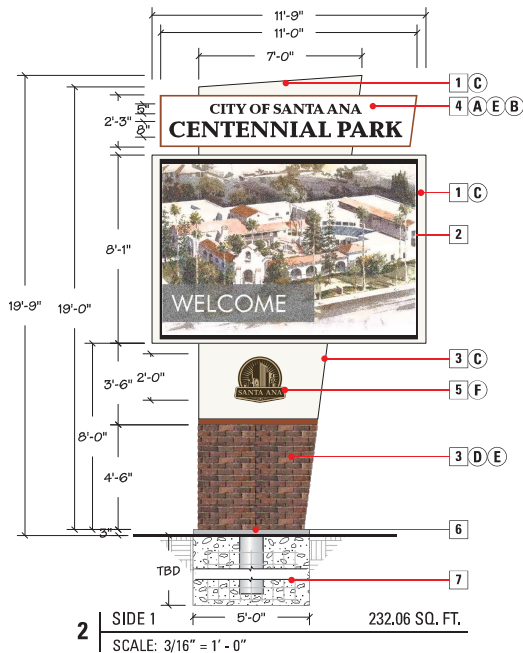 11'-9"
11'-0"
7'-0"
1 C
CITY OF SANTA ANA
CENTENNIAL PARK
4 A E B
5"
2'-3"
8"
1 C
2
8'-1"
19'-9"
19'-0"
WELCOME
3 C
3'-6"
2'-0"
SANTA ANA
5 F
8'-0"
3 D E
4'-6"
3"
6
TBD
7
5'-0"
2
SIDE 1
232.06 SQ. FT.
SCALE: 3/16" = 1' - 0"